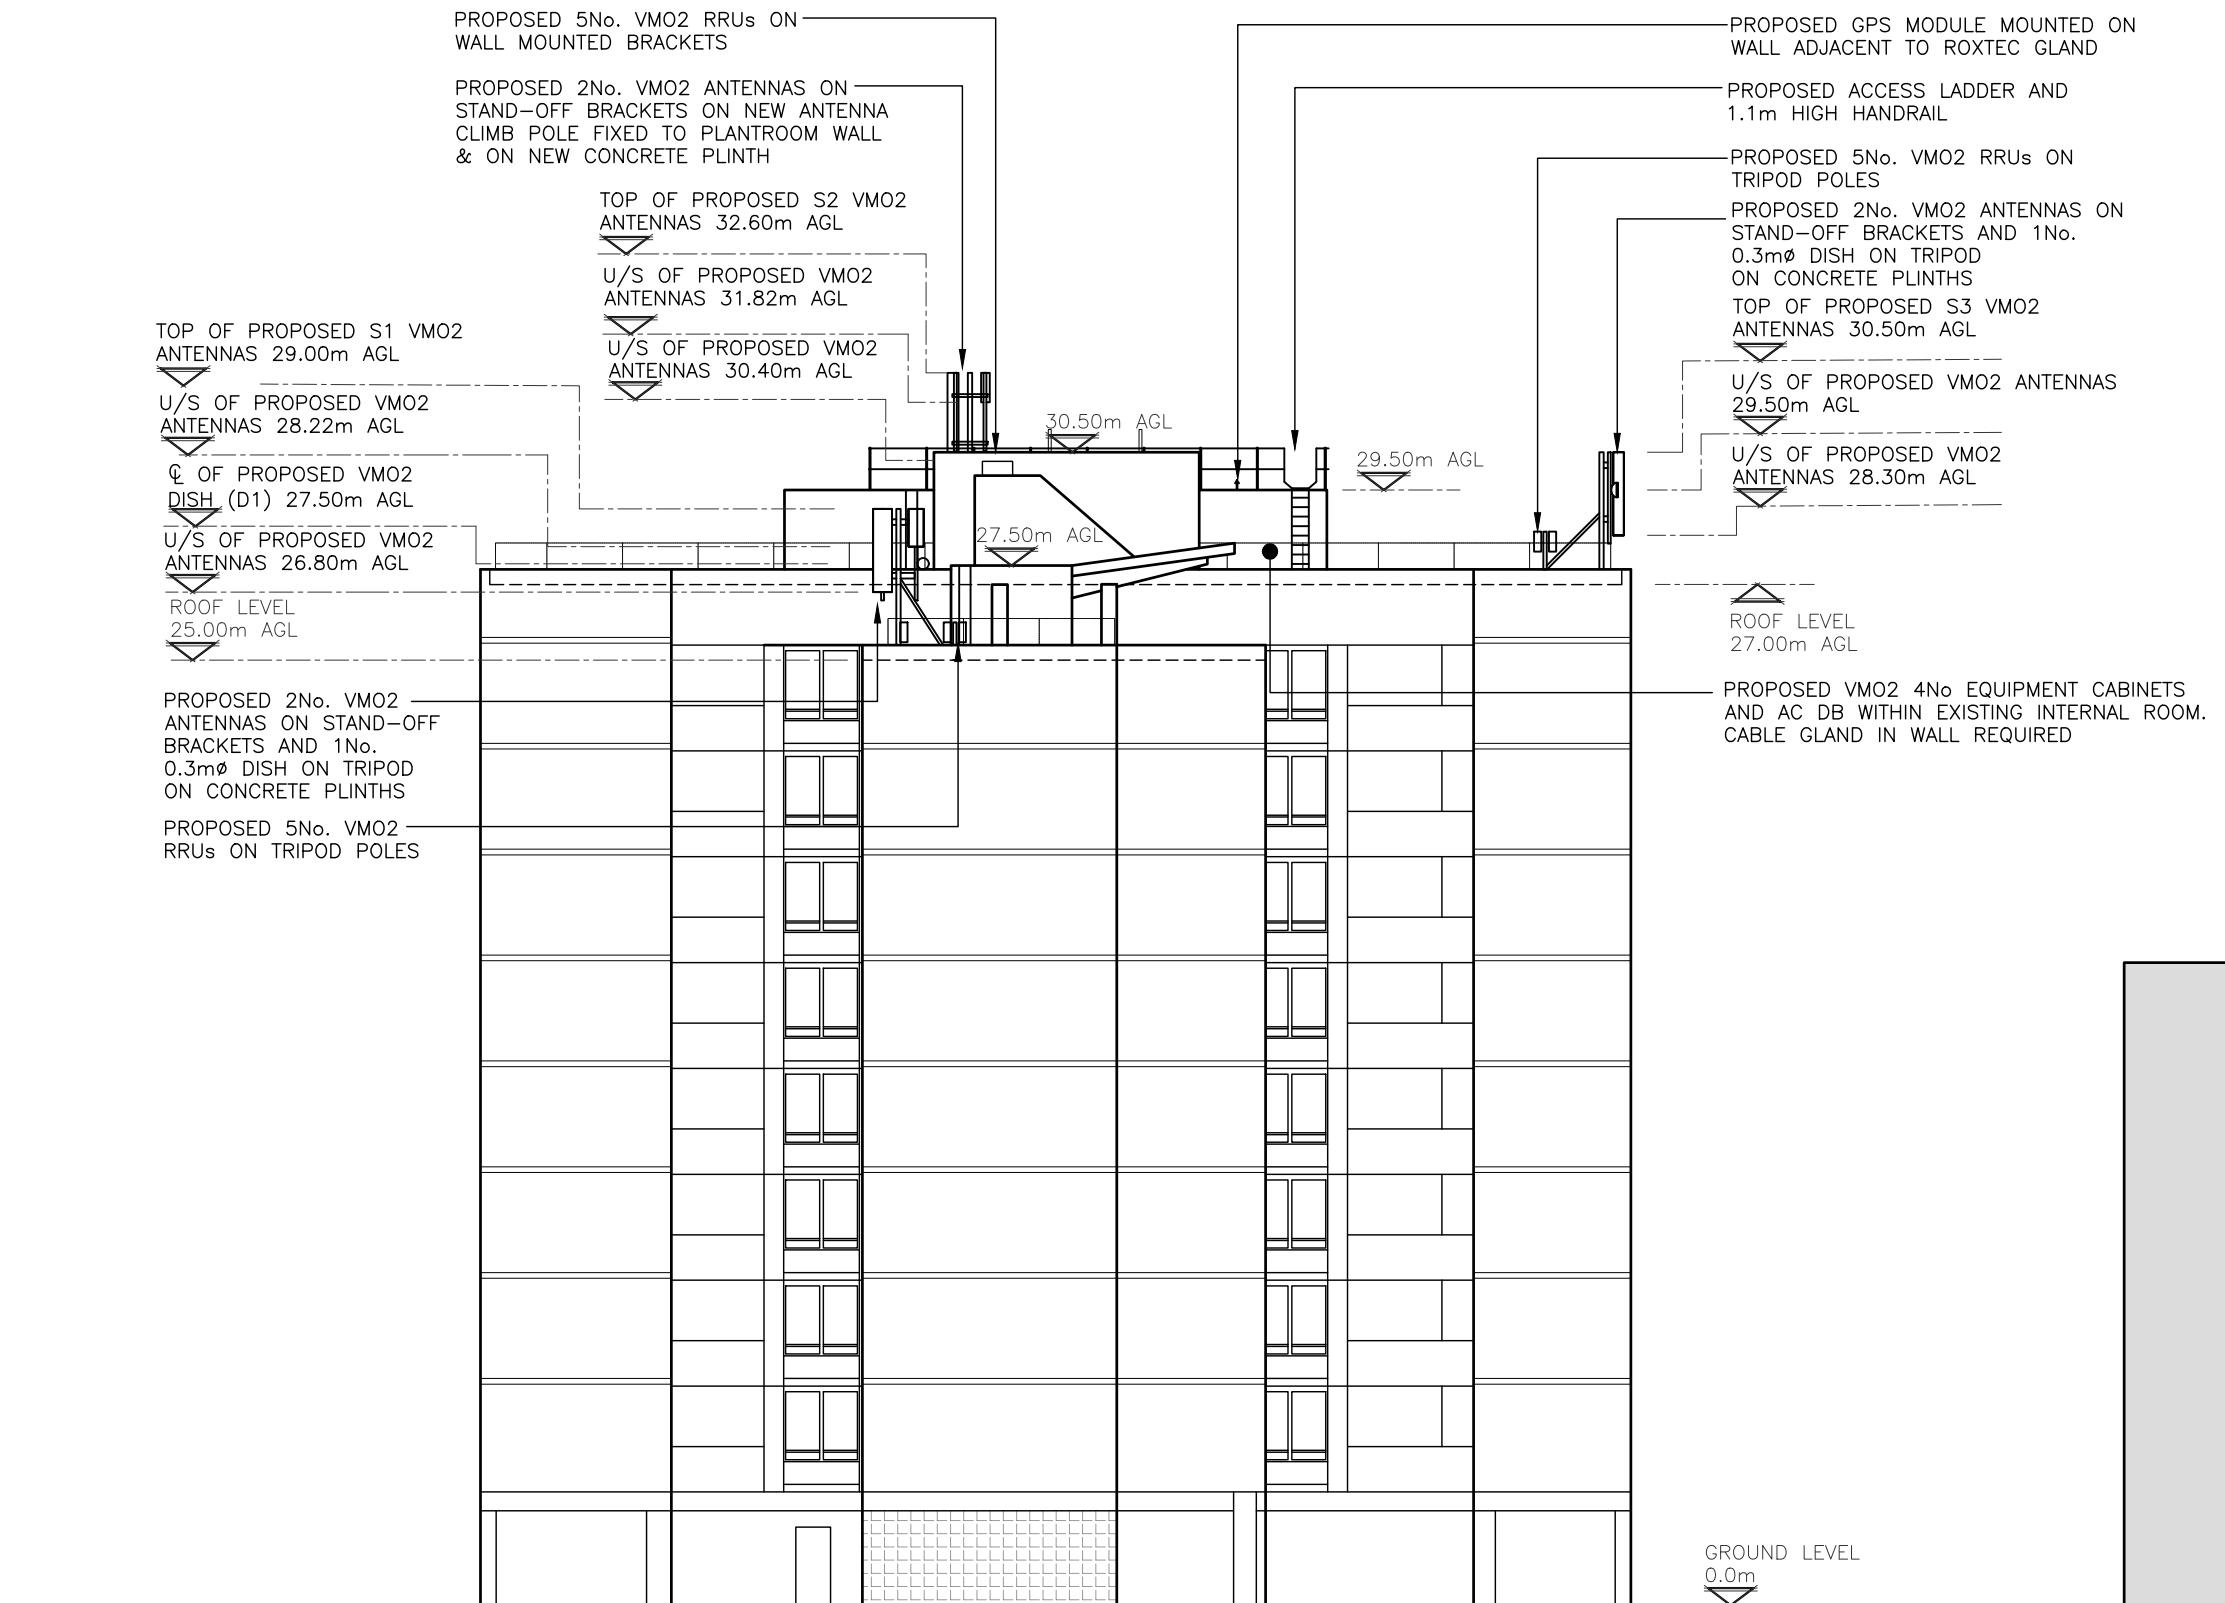 PROPOSED 5No. VMO2 RRUs ON
WALL MOUNTED BRACKETS
PROPOSED 2No. VMO2 ANTENNAS ON
STAND-OFF BRACKETS ON NEW ANTENNA
CLIMB POLE FIXED TO PLANTROOM WALL
& ON NEW CONCRETE PLINTH
TOP OF PROPOSED S2 VMO2
ANTENNAS 32.60m AGL
U/S OF PROPOSED VMO2
ANTENNAS 31.82m AGL
U/S OF PROPOSED VMO2
ANTENNAS 30.40m AGL
TOP OF PROPOSED S1 VMO2
ANTENNAS 29.00m AGL
U/S OF PROPOSED VMO2
ANTENNAS 28.22m AGL
℄ OF PROPOSED VMO2
DISH (D1) 27.50m AGL
U/S OF PROPOSED VMO2
ANTENNAS 26.80m AGL
ROOF LEVEL
25.00m AGL
PROPOSED 2No. VMO2
ANTENNAS ON STAND-OFF
BRACKETS AND 1No.
0.3mø DISH ON TRIPOD
ON CONCRETE PLINTHS
PROPOSED 5No. VMO2
RRUs ON TRIPOD POLES
30.50m AGL
27.50m AGL
29.50m AGL
PROPOSED GPS MODULE MOUNTED ON
WALL ADJACENT TO ROXTEC GLAND
PROPOSED ACCESS LADDER AND
1.1m HIGH HANDRAIL
PROPOSED 5No. VMO2 RRUs ON
TRIPOD POLES
PROPOSED 2No. VMO2 ANTENNAS ON
STAND-OFF BRACKETS AND 1No.
0.3mø DISH ON TRIPOD
ON CONCRETE PLINTHS
TOP OF PROPOSED S3 VMO2
ANTENNAS 30.50m AGL
U/S OF PROPOSED VMO2 ANTENNAS
29.50m AGL
U/S OF PROPOSED VMO2
ANTENNAS 28.30m AGL
ROOF LEVEL
27.00m AGL
PROPOSED VMO2 4No EQUIPMENT CABINETS
AND AC DB WITHIN EXISTING INTERNAL ROOM.
CABLE GLAND IN WALL REQUIRED
GROUND LEVEL
0.0m